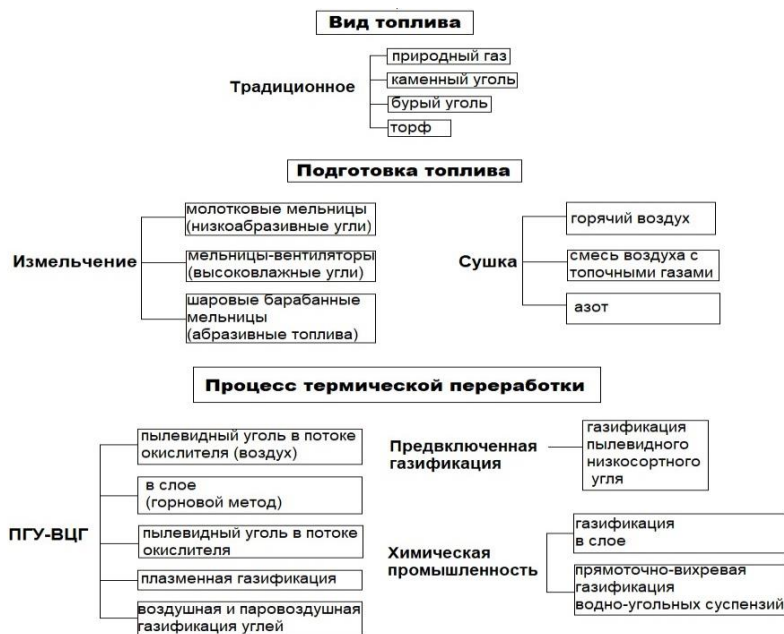 Вид топлива
Традиционное
природный газ
каменный уголь
бурый уголь
торф
Подготовка топлива
Измельчение
молотковые мельницы
(низкоабразивные угли)
мельницы-вентиляторы
(высоковлажные угли)
шаровые барабанные
мельницы
(абразивные топлива)
Сушка
горячий воздух
смесь воздуха с
топочными газами
азот
Процесс термической переработки
ПГУ-ВЦГ
пылевидный уголь в потоке
окислителя (воздух)
в слое
(горновой метод)
пылевидный уголь в потоке
окислителя
плазменная газификация
воздушная и паровоздушная
газификация углей
Предвключенная
газификация
газификация
пылевидного
низкосортного
угля
Химическая
промышленность
газификация
в слое
прямоточно-вихревая
газификация
водно-угольных суспензий